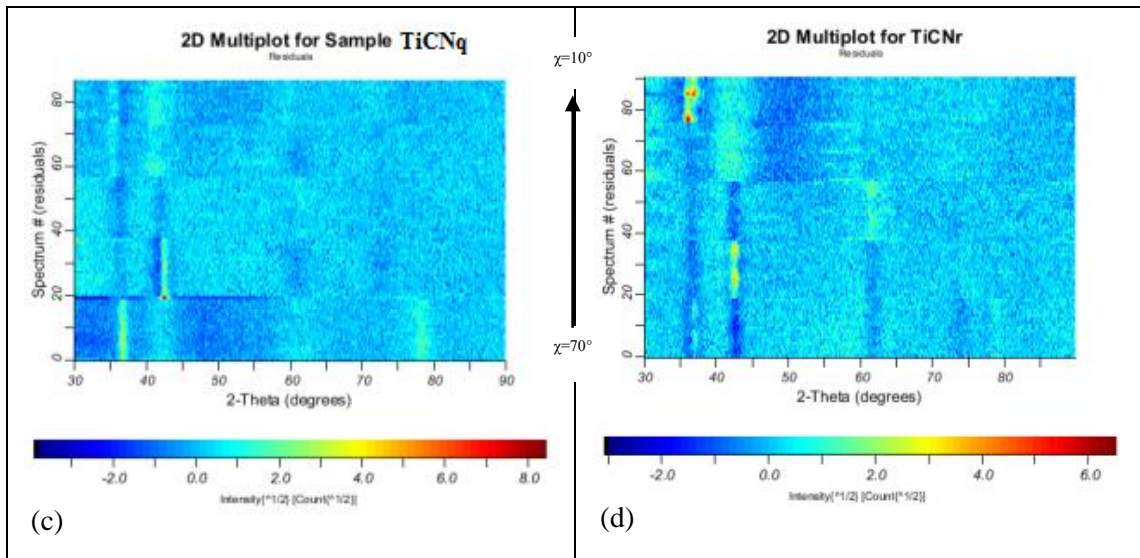 2D Multiplot for Sample TiCNq
Residuals
Spectrum # (residuals)
80
60
40
20
0
30 40 50 60 70 80 90
2-Theta (degrees)
-2.0 0.0 2.0 4.0 6.0 8.0
Intensity{^1/2} [Count{^1/2}]
(c)
χ=10°
χ=70°
2D Multiplot for TiCNr
Residuals
Spectrum # (residuals)
80
60
40
20
0
30 40 50 60 70 80
2-Theta (degrees)
-2.0 0.0 2.0 4.0 6.0
Intensity{^1/2} [Count{^1/2}]
(d)